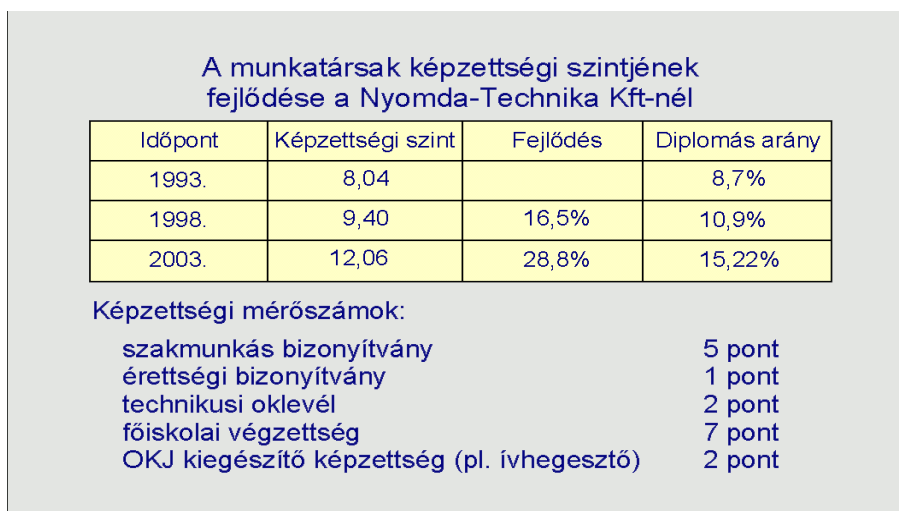 A munkatársak képzettségi szintjének
fejlődése a Nyomda-Technika Kft-nél
Időpont Képzettségi szint Fejlődés Diplomás arány
1993. 8,04 8,7%
1998. 9,40 16,5% 10,9%
2003. 12,06 28,8% 15,22%
Képzettségi mérőszámok:
szakmunkás bizonyítvány 5 pont
érettségi bizonyítvány 1 pont
technikusi oklevél 2 pont
főiskolai végzettség 7 pont
OKJ kiegészítő képzettség (pl. ívhegesztő) 2 pont